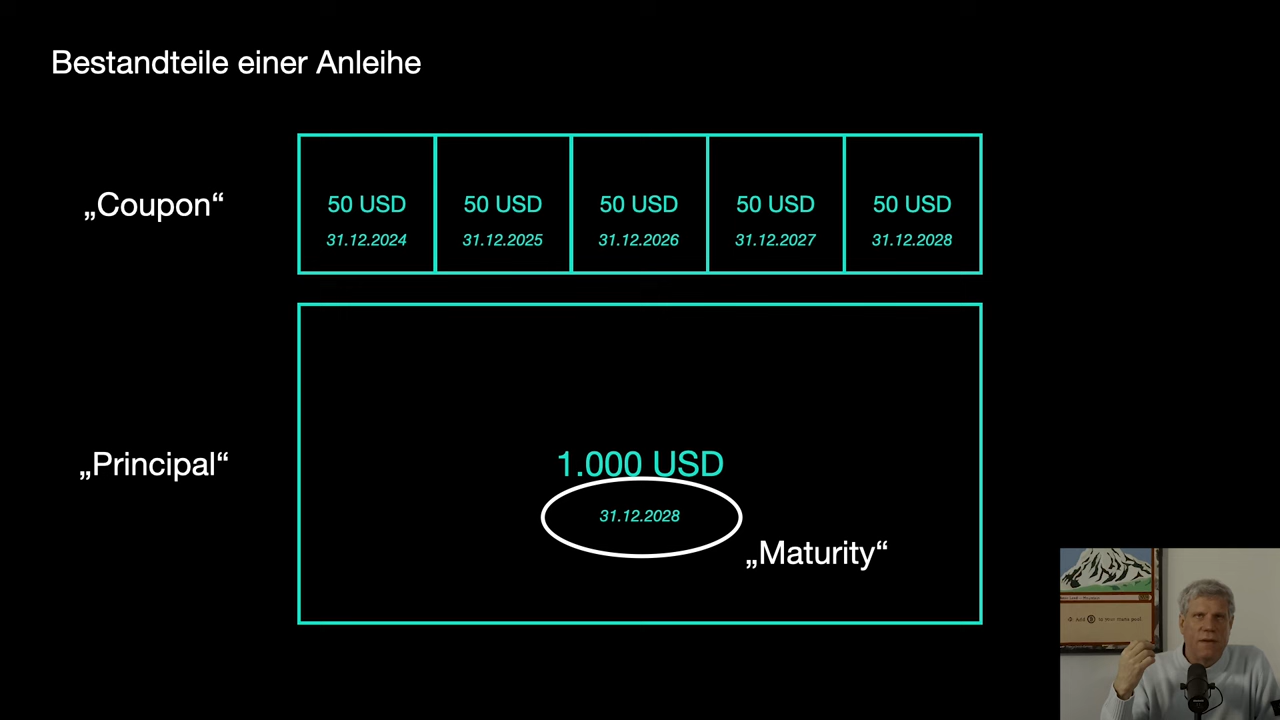 Bestandteile einer Anleihe
„Coupon“
50 USD 50 USD 50 USD 50 USD 50 USD
31.12.2024 31.12.2025 31.12.2026 31.12.2027 31.12.2028
„Principal“
1.000 USD
31.12.2028
„Maturity“
Add